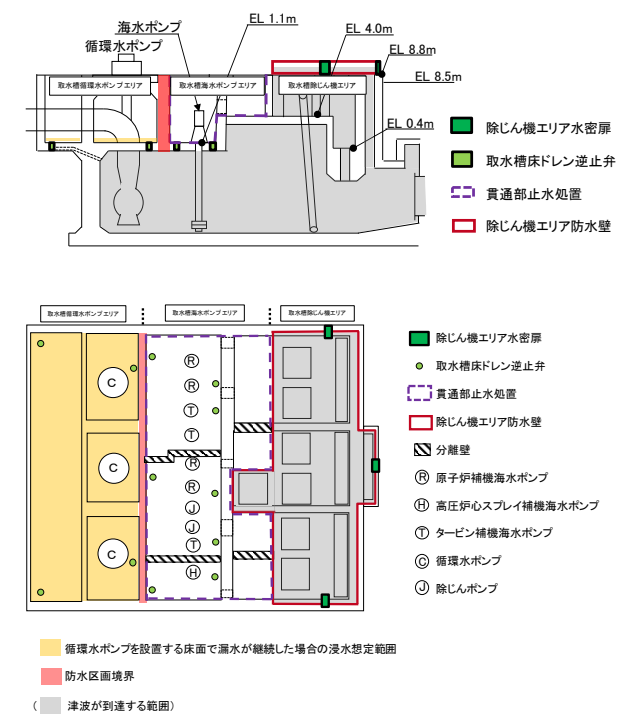 海水ポンプ
循環水ポンプ
EL 1.1m
EL 4.0m
EL 8.8m
EL 8.5m
取水槽循環水ポンプエリア
取水槽海水ポンプエリア
取水槽除じん機エリア
EL 0.4m
除じん機エリア水密扉
取水槽床ドレン逆止弁
貫通部止水処置
除じん機エリア防水壁
取水槽循環水ポンプエリア
取水槽海水ポンプエリア
取水槽除じん機エリア
C
C
C
R
R
T
T
R
R
J
J
T
H
除じん機エリア水密扉
取水槽床ドレン逆止弁
貫通部止水処置
除じん機エリア防水壁
分離壁
Ⓡ 原子炉補機海水ポンプ
Ⓗ 高圧炉心スプレイ補機海水ポンプ
Ⓣ タービン補機海水ポンプ
Ⓒ 循環水ポンプ
Ⓙ 除じんポンプ
循環水ポンプを設置する床面で漏水が継続した場合の浸水想定範囲
防水区画境界
( 津波が到達する範囲)